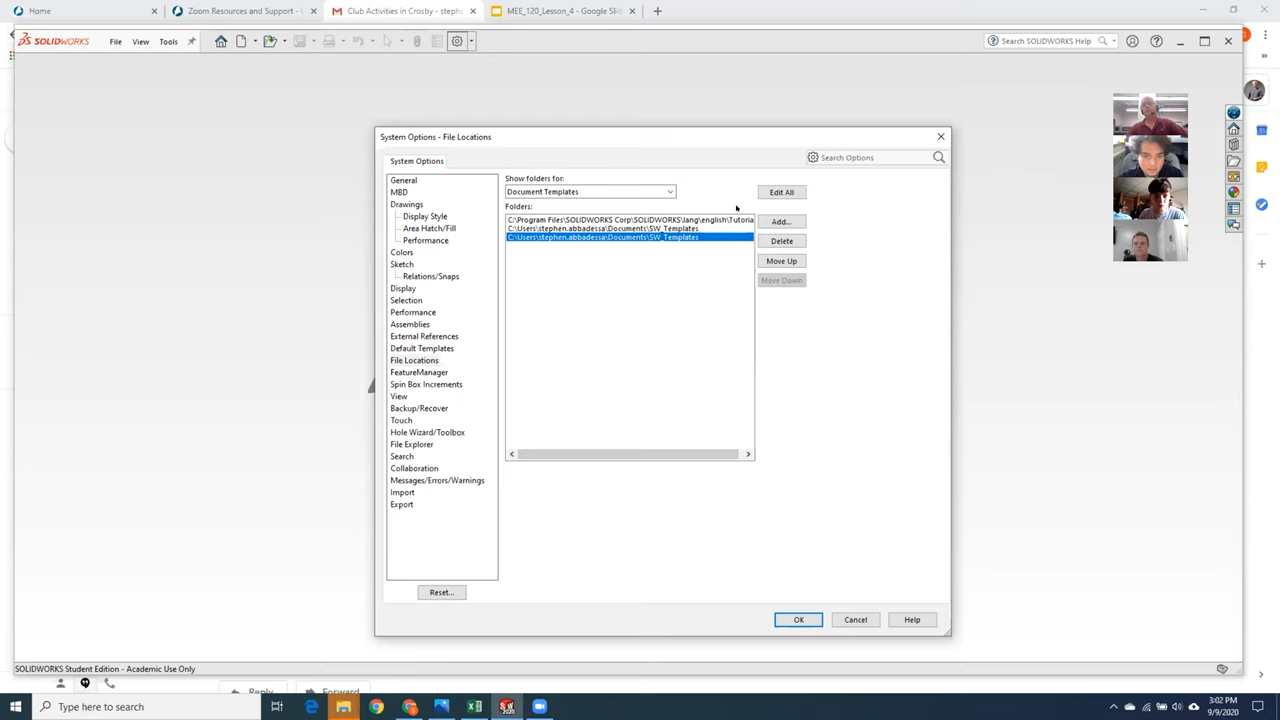 Home
Zoom Resources and Support -
Club Activities in Crosby - steph
MEE_120_Lesson_4 - Google Slid
SOLIDWORKS
File
View
Tools
Search SOLIDWORKS Help
System Options - File Locations
System Options
Search Options
General
MBD
Drawings
Display Style
Area Hatch/Fill
Performance
Colors
Sketch
Relations/Snaps
Display
Selection
Performance
Assemblies
External References
Default Templates
File Locations
FeatureManager
Spin Box Increments
View
Backup/Recover
Touch
Hole Wizard/Toolbox
File Explorer
Search
Collaboration
Messages/Errors/Warnings
Import
Export
Reset...
Show folders for:
Document Templates
Folders:
C:\Program Files\SOLIDWORKS Corp\SOLIDWORKS\lang\english\Tutoria
C:\Users\stephen.abbadessa\Documents\SW_Templates
C:\Users\stephen.abbadessa\Documents\SW_Templates
Edit All
Add...
Delete
Move Up
Move Down
OK
Cancel
Help
SOLIDWORKS Student Edition - Academic Use Only
Reply
Forward
Type here to search
3:02 PM
9/9/2020